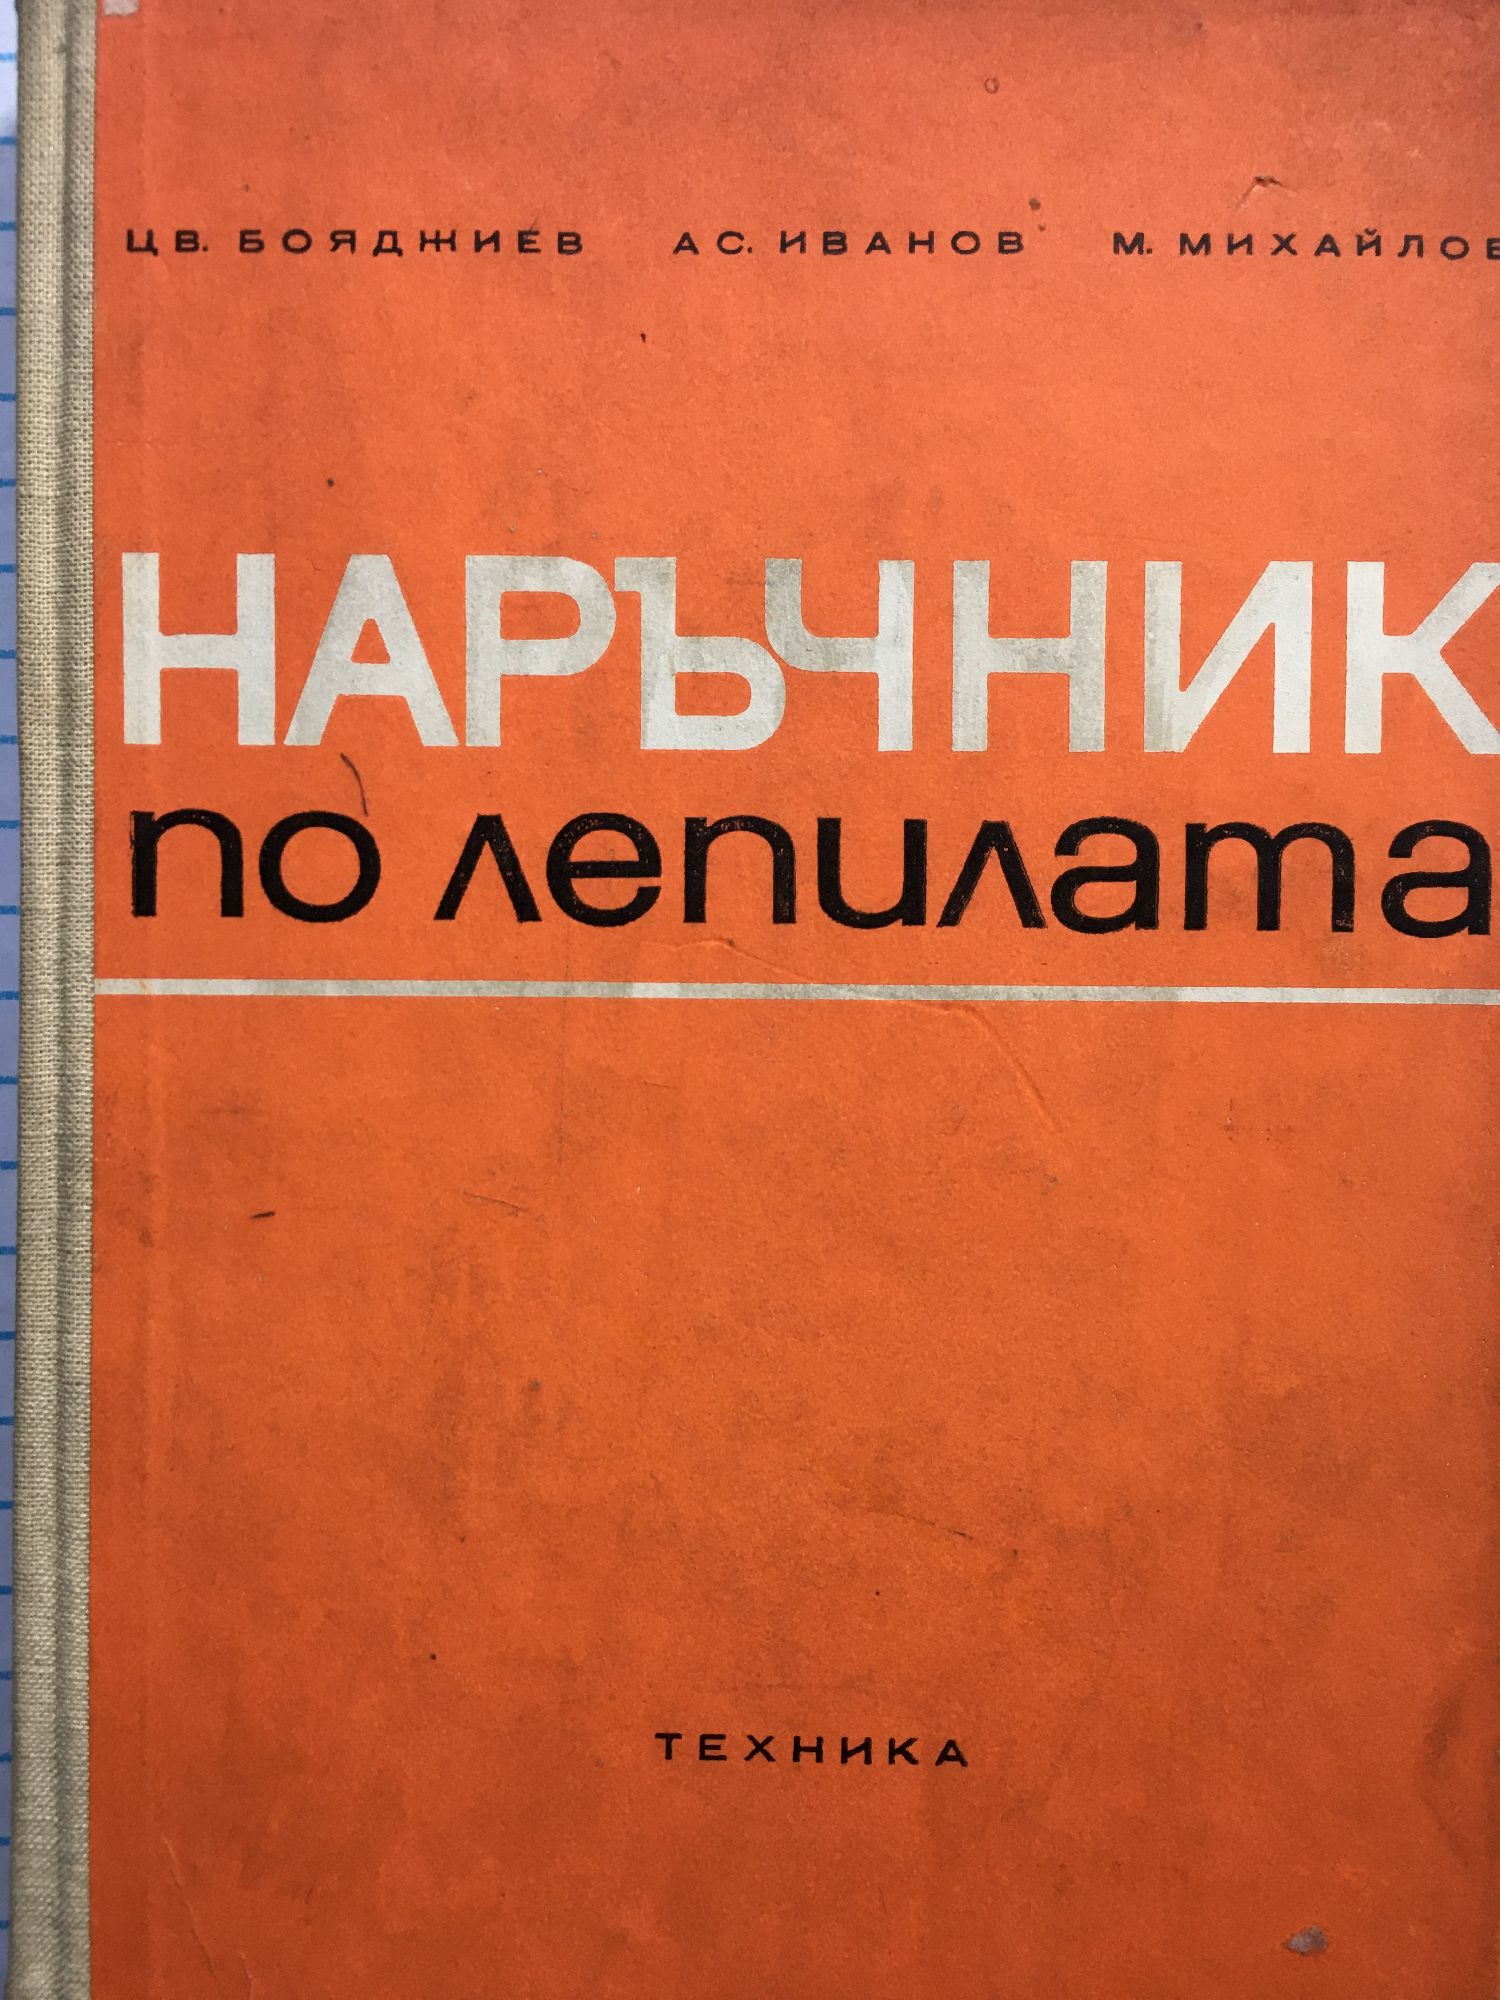 ЦВ. БОЯДЖИЕВ АС. ИВАНОВ М. МИХАЙЛОВ
НАРЪЧНИК
по лепилата
ТЕХНИКА